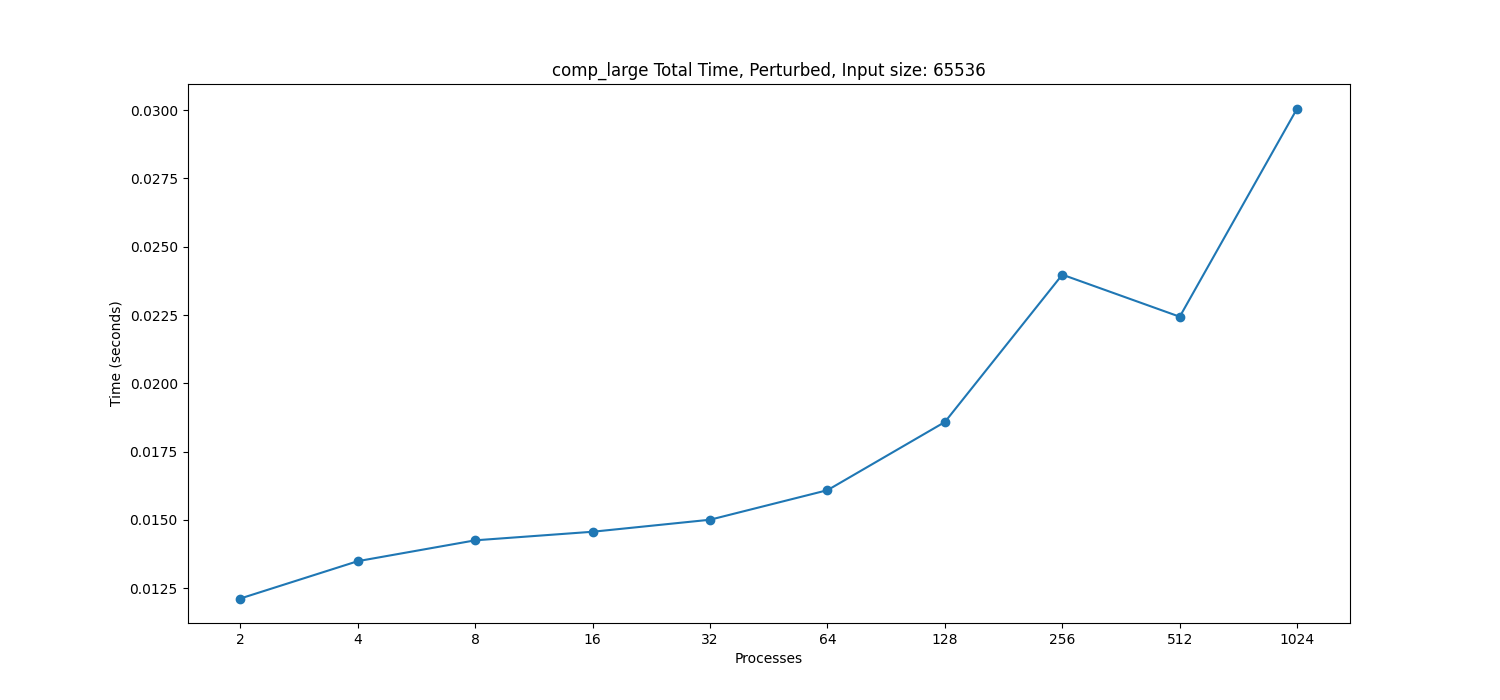 comp_large Total Time, Perturbed, Input size: 65536
0.0300
0.0275
0.0250
0.0225
0.0200
0.0175
0.0150
0.0125
Time (seconds)
2 4 8 16 32 64 128 256 512 1024
Processes